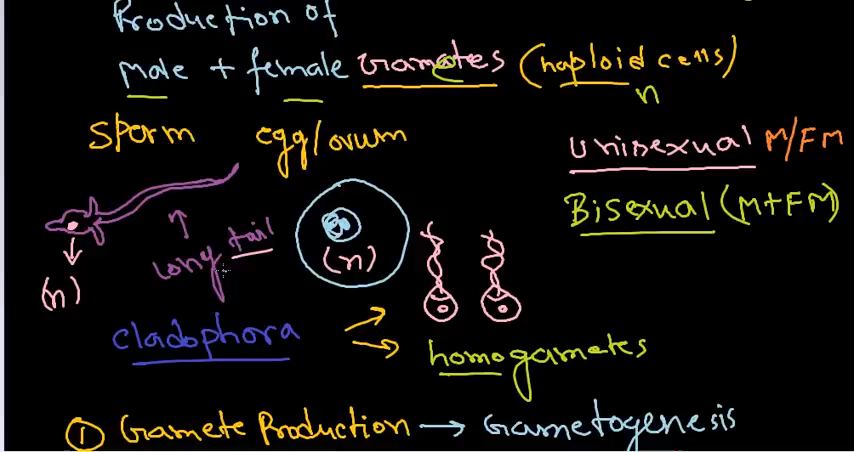 Production of
Male + female Gametes (haploid cells)
n
Sperm egg/ovum
Unisexual M/FM
Bisexual (M+FM)
long tail
(n)
(n)
cladophora
homogametes
① Gamete Production → Gametogenesis